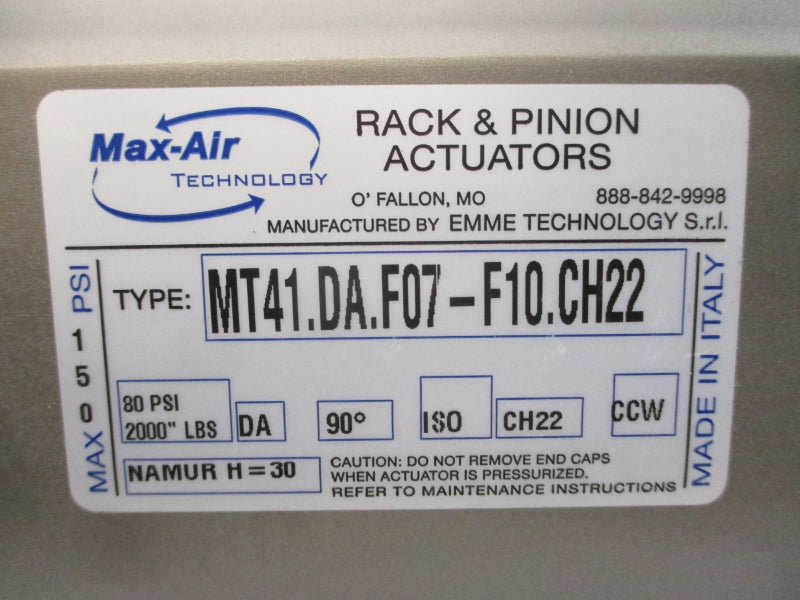 Max-Air
TECHNOLOGY
RACK & PINION
ACTUATORS
O' FALLON, MO 888-842-9998
MANUFACTURED BY EMME TECHNOLOGY S.r.l.
MAX 150 PSI
TYPE: MT41.DA.F07-F10.CH22
80 PSI
2000" LBS
DA
90°
ISO
CH22
CCW
NAMUR H=30
CAUTION: DO NOT REMOVE END CAPS
WHEN ACTUATOR IS PRESSURIZED.
REFER TO MAINTENANCE INSTRUCTIONS
MADE IN ITALY